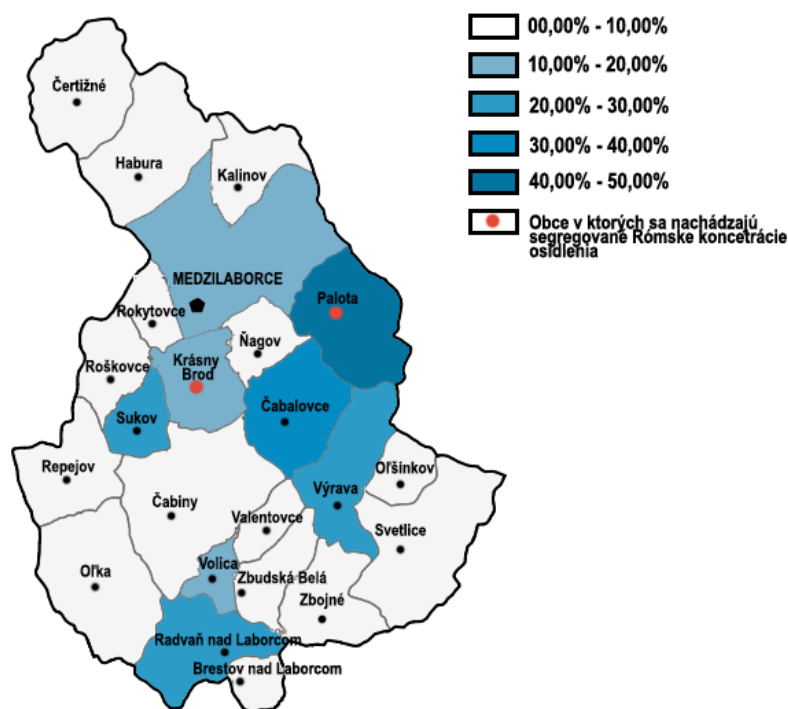 00,00% - 10,00%
10,00% - 20,00%
20,00% - 30,00%
30,00% - 40,00%
40,00% - 50,00%
Obce v ktorých sa nachádzajú
segregované Rómske koncetrácie
osídlenia
Čertižné
Habura
Kalinov
MEDZILABORCE
Palota
Rokytovce
Ňagov
Roškovce
Krásny
Brod
Čabalovce
Sukov
Repejov
Oľšinkov
Výrava
Čabiny
Valentovce
Svetlice
Volica
Oľka
Zbudská Belá
Zbojné
Radvaň nad Laborcom
Brestov nad Laborcom